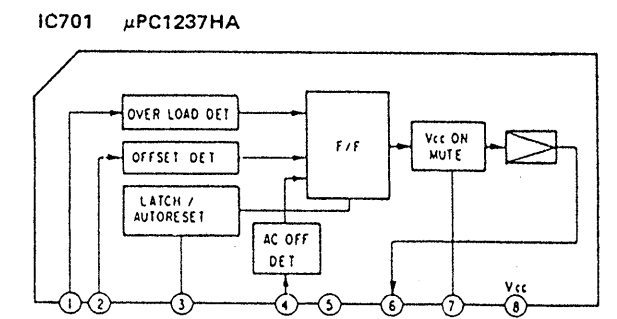 IC701 μPC1237HA
OVER LOAD DET
OFFSET DET
LATCH /
AUTORESET
F/F
Vcc ON
MUTE
AC OFF
DET
Vcc
1 2 3 4 5 6 7 8